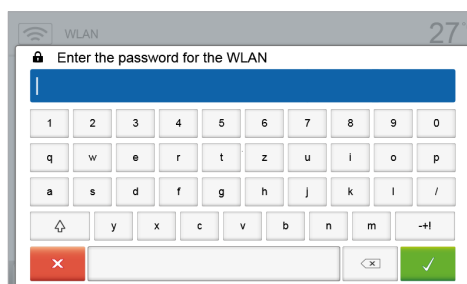 WLAN 27
Enter the password for the WLAN
1 2 3 4 5 6 7 8 9 0
q w e r t z u i o p
a s d f g h j k l /
y x c v b n m -+!